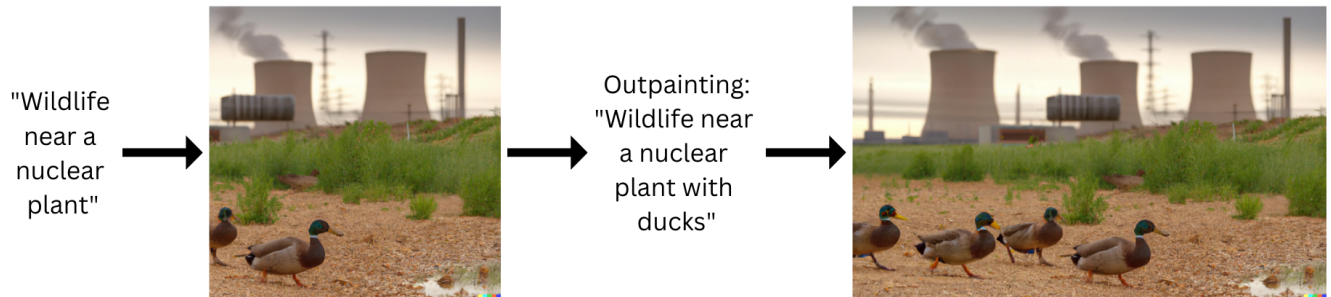 "Wildlife
near a
nuclear
plant"
Outpainting:
"Wildlife near
a nuclear
plant with
ducks"